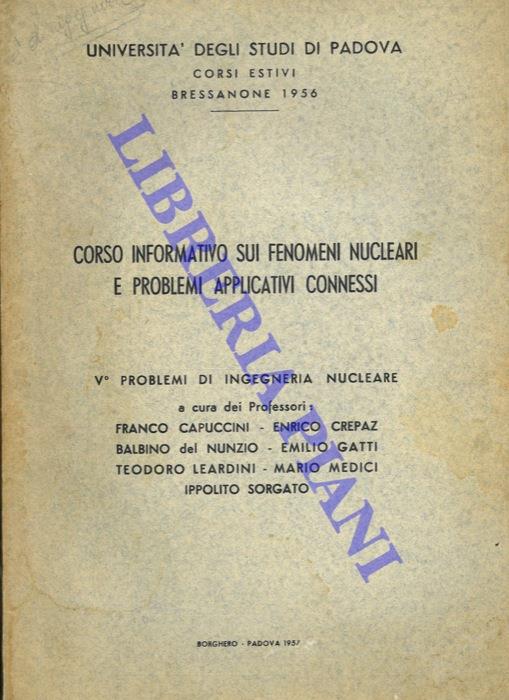 UNIVERSITA' DEGLI STUDI DI PADOVA
CORSI ESTIVI
BRESSANONE 1956
CORSO INFORMATIVO SUI FENOMENI NUCLEARI
E PROBLEMI APPLICATIVI CONNESSI
V° PROBLEMI DI INGEGNERIA NUCLEARE
a cura dei Professori:
FRANCO CAPUCCINI - ENRICO CREPAZ
BALBINO del NUNZIO - EMILIO GATTI
TEODORO LEARDINI - MARIO MEDICI
IPPOLITO SORGATO
BORGHERO - PADOVA 1957
LIBRERIA PIANI